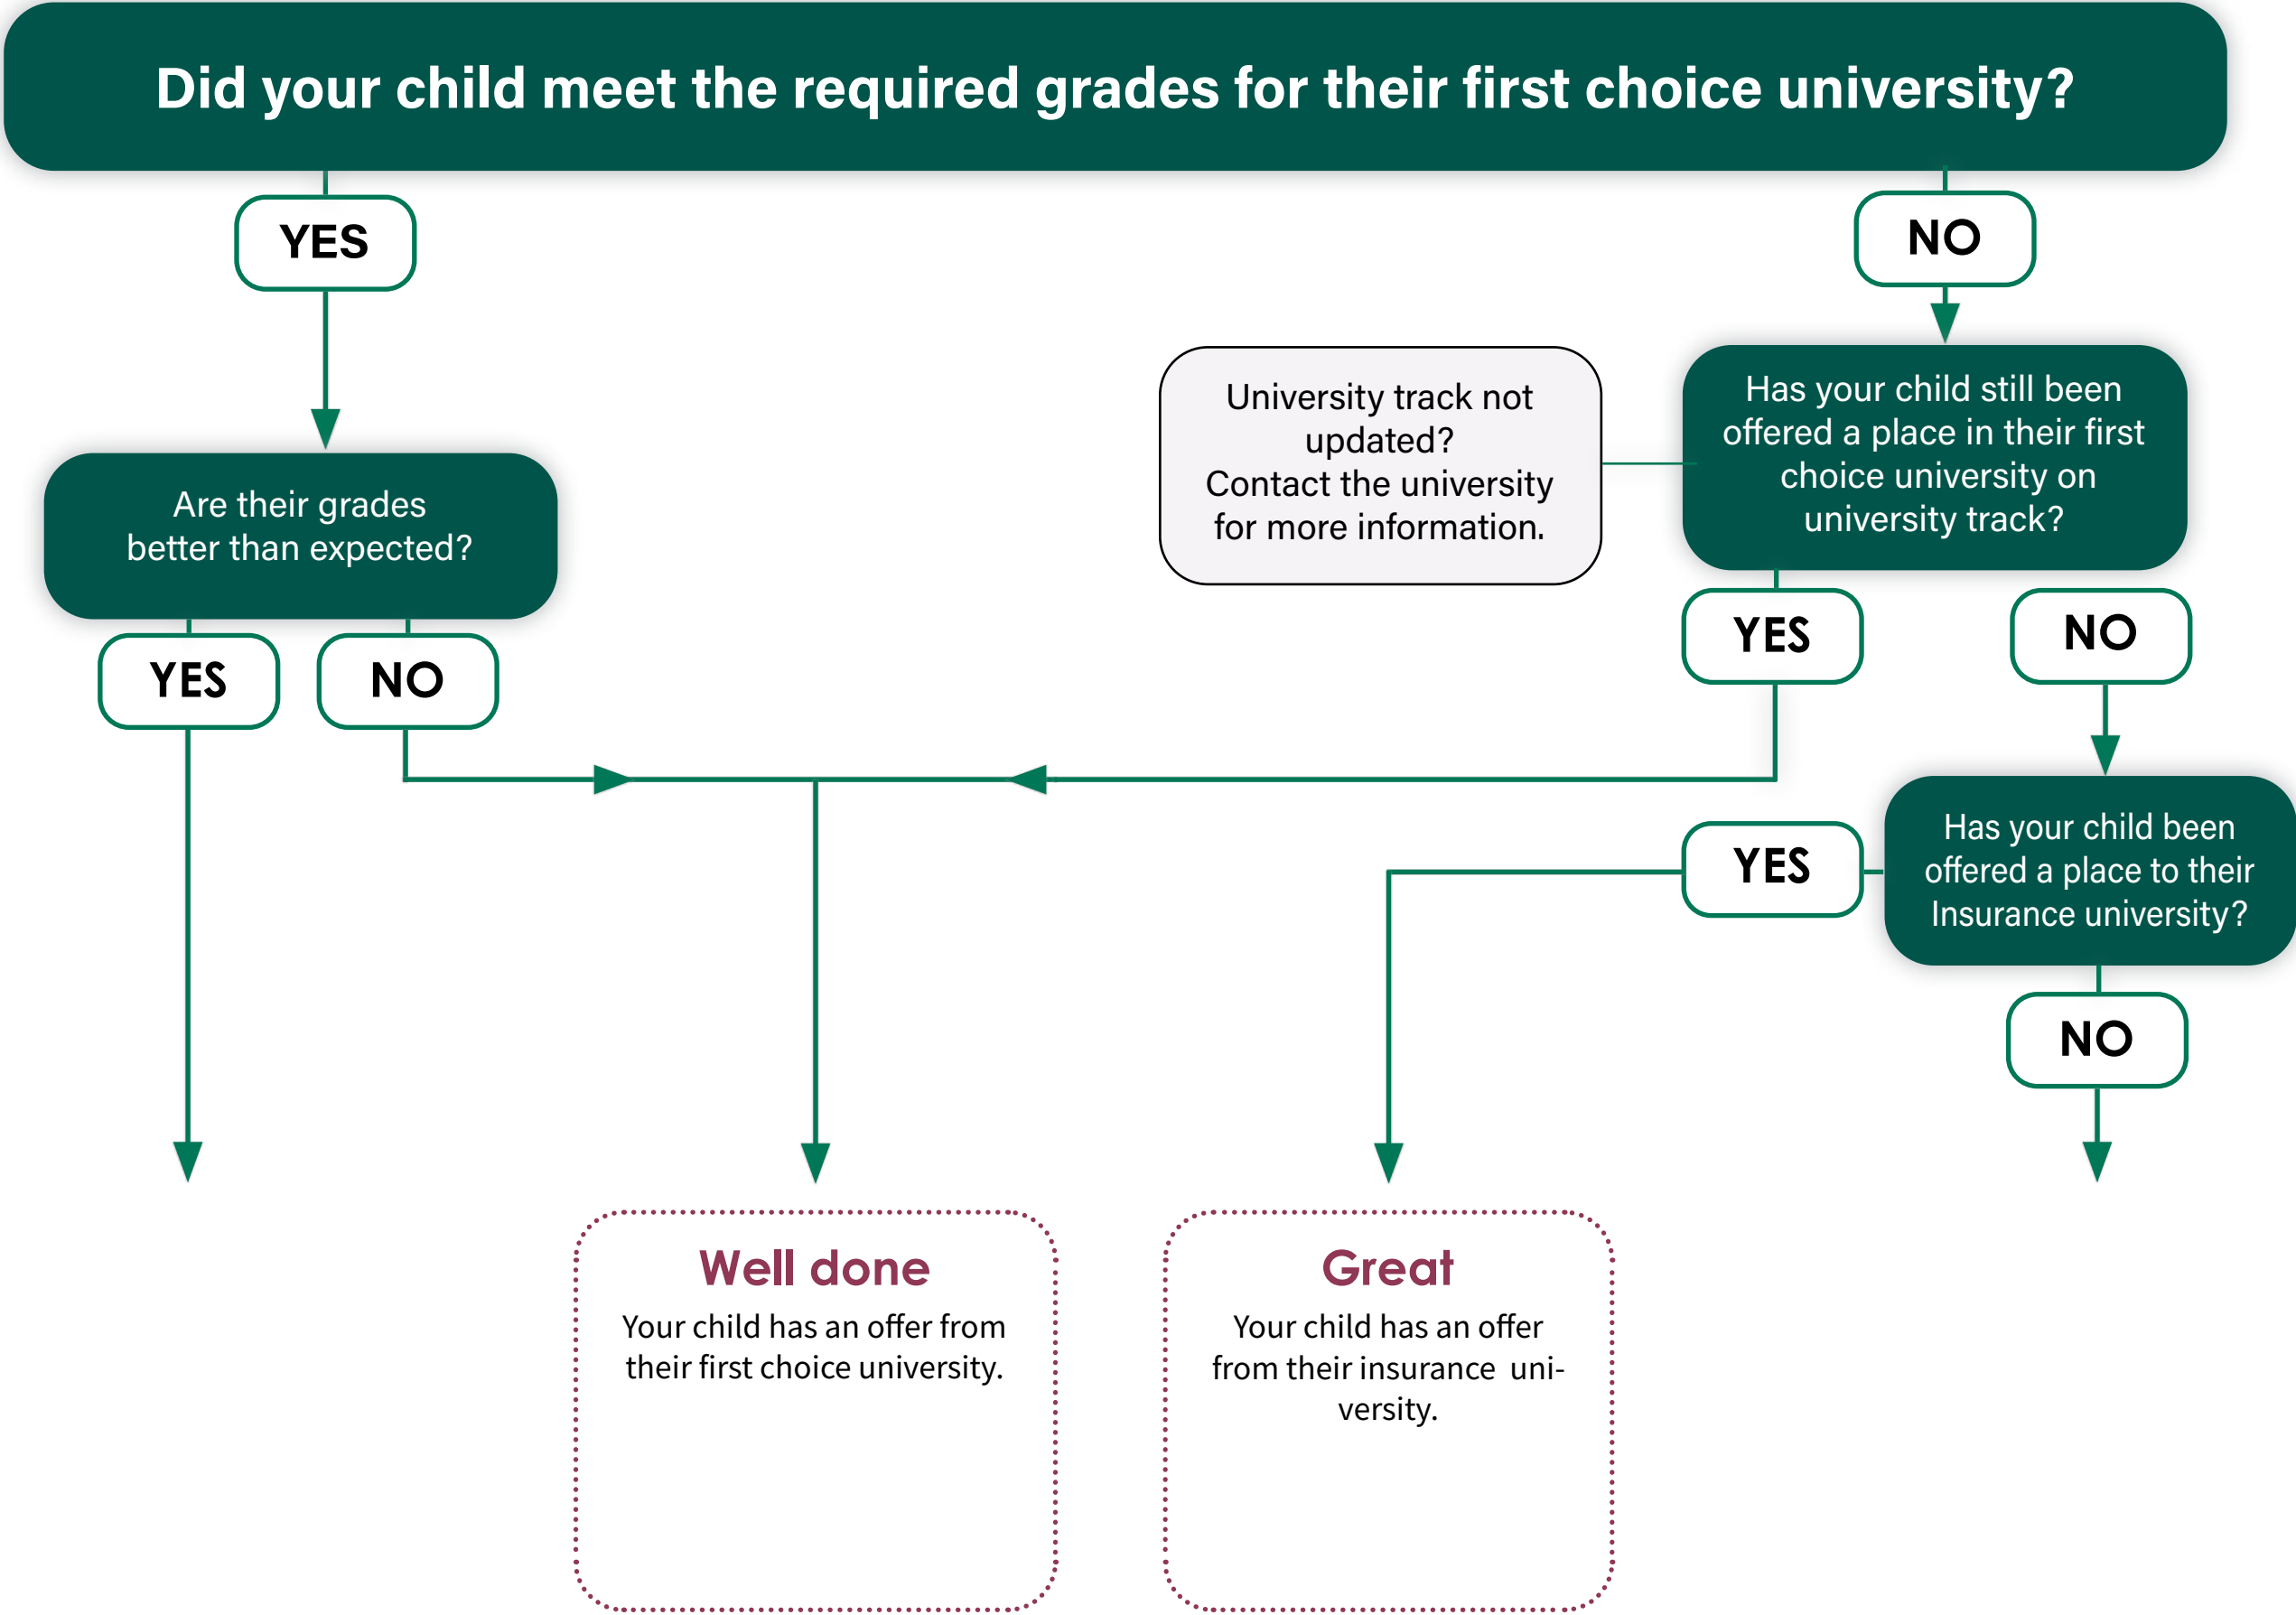 Did your child meet the required grades for their first choice university?
YES
NO
University track not
updated?
Contact the university
for more information.
Has your child still been
offered a place in their first
choice university on
university track?
Are their grades
better than expected?
YES
NO
YES
NO
YES
Has your child been
offered a place to their
Insurance university?
NO
Well done
Your child has an offer from
their first choice university.
Great
Your child has an offer
from their insurance  uni-
versity.